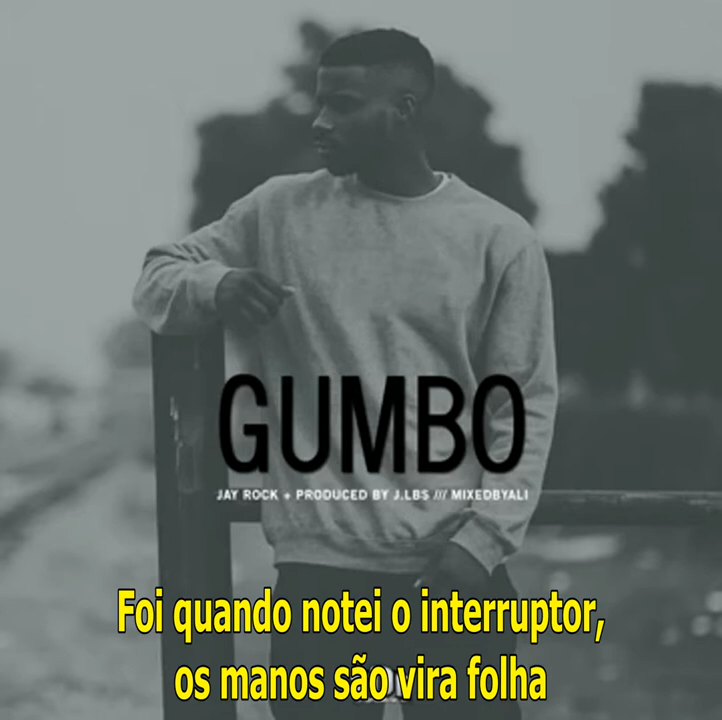 GUMBO
JAY ROCK + PRODUCED BY J.LBS /// MIXEDBYALI
Foi quando notei o interruptor,
os manos são vira folha